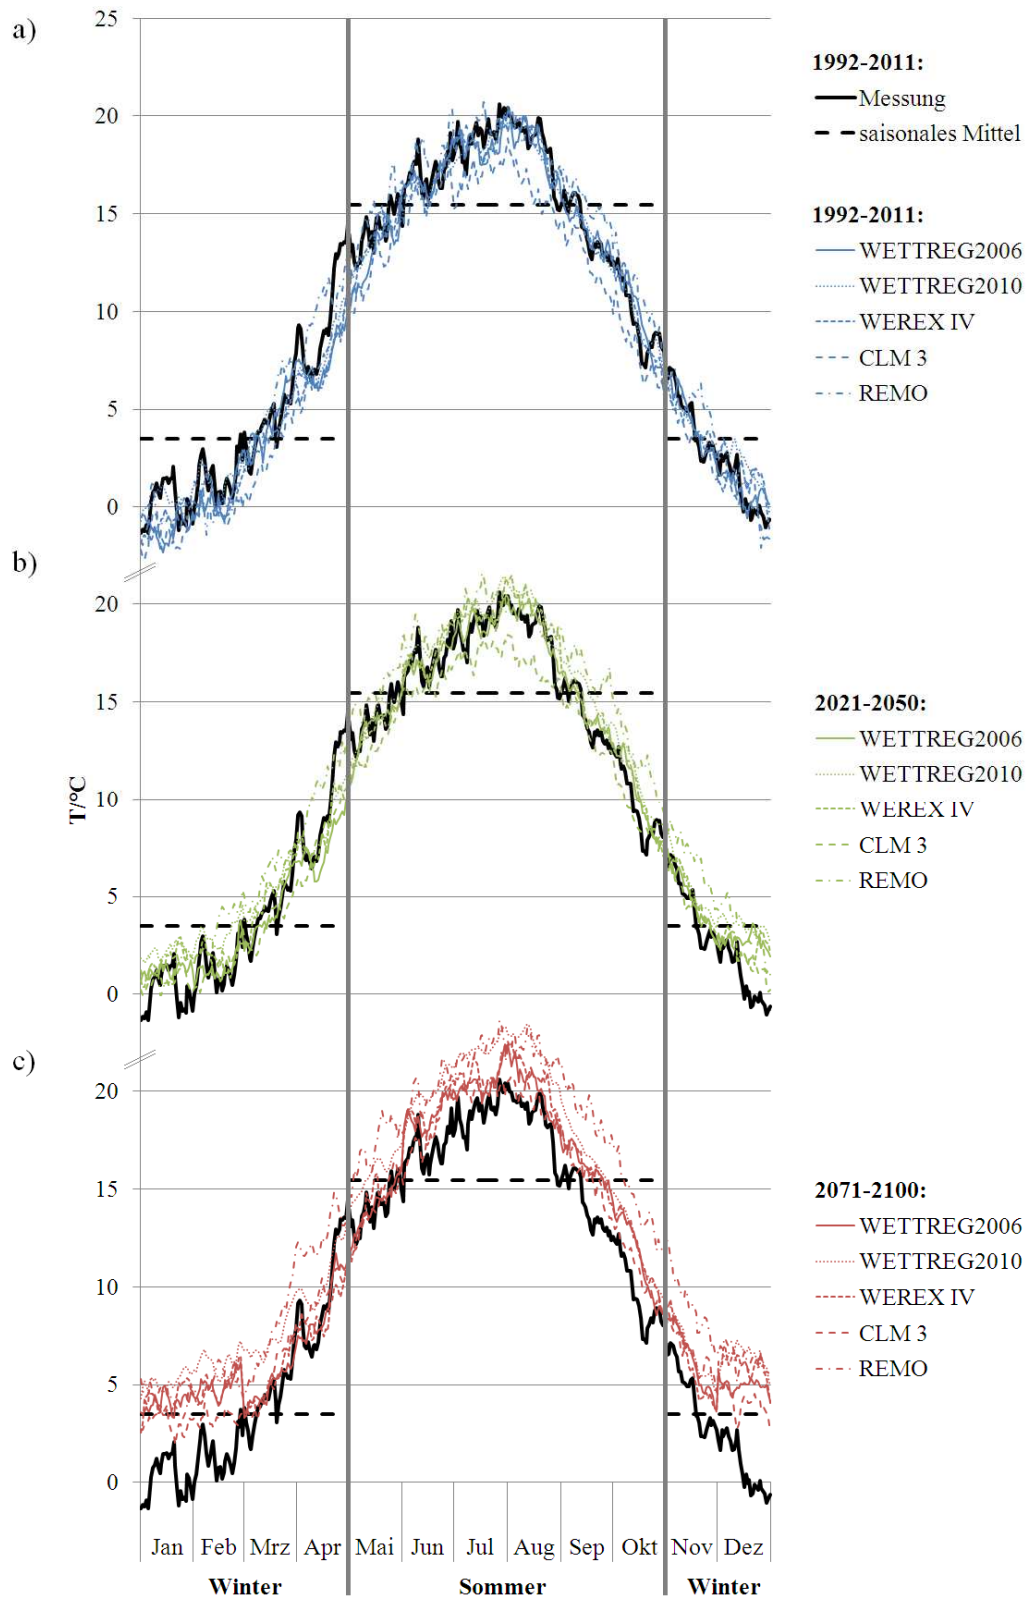 a)
25
20
15
10
5
0
1992-2011:
Messung
saisonales Mittel
1992-2011:
WETTREG2006
WETTREG2010
WEREX IV
CLM 3
REMO
b)
20
15
10
5
0
T/°C
2021-2050:
WETTREG2006
WETTREG2010
WEREX IV
CLM 3
REMO
c)
20
15
10
5
0
2071-2100:
WETTREG2006
WETTREG2010
WEREX IV
CLM 3
REMO
Jan Feb Mrz Apr Mai Jun Jul Aug Sep Okt Nov Dez
Winter Sommer Winter